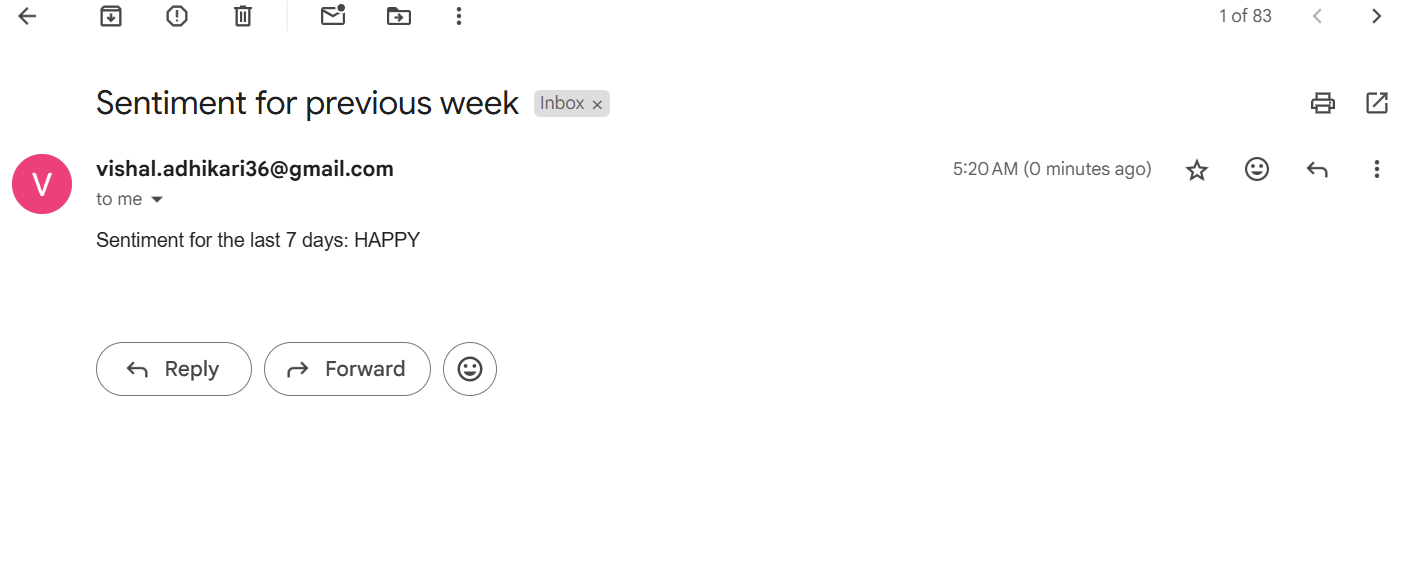 1 of 83
Sentiment for previous week Inbox ×
V
vishal.adhikari36@gmail.com 5:20 AM (0 minutes ago)
to me
Sentiment for the last 7 days: HAPPY
Reply Forward